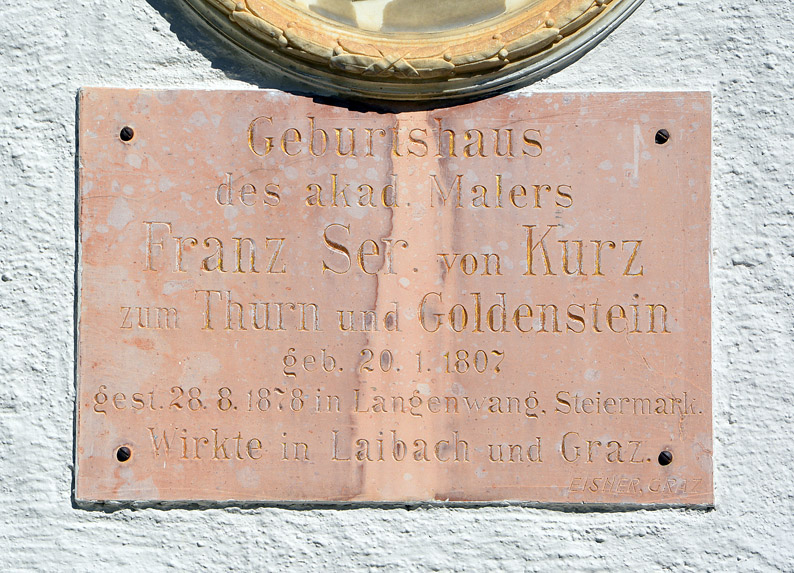 Geburtshaus
des akad. Malers
Franz Ser. von Kurz
zum Thurn und Goldenstein
geb. 20. 1. 1807
gest. 28. 8. 1878 in Langenwang. Steiermark.
Wirkte in Laibach und Graz.
EISHER. GRAZ